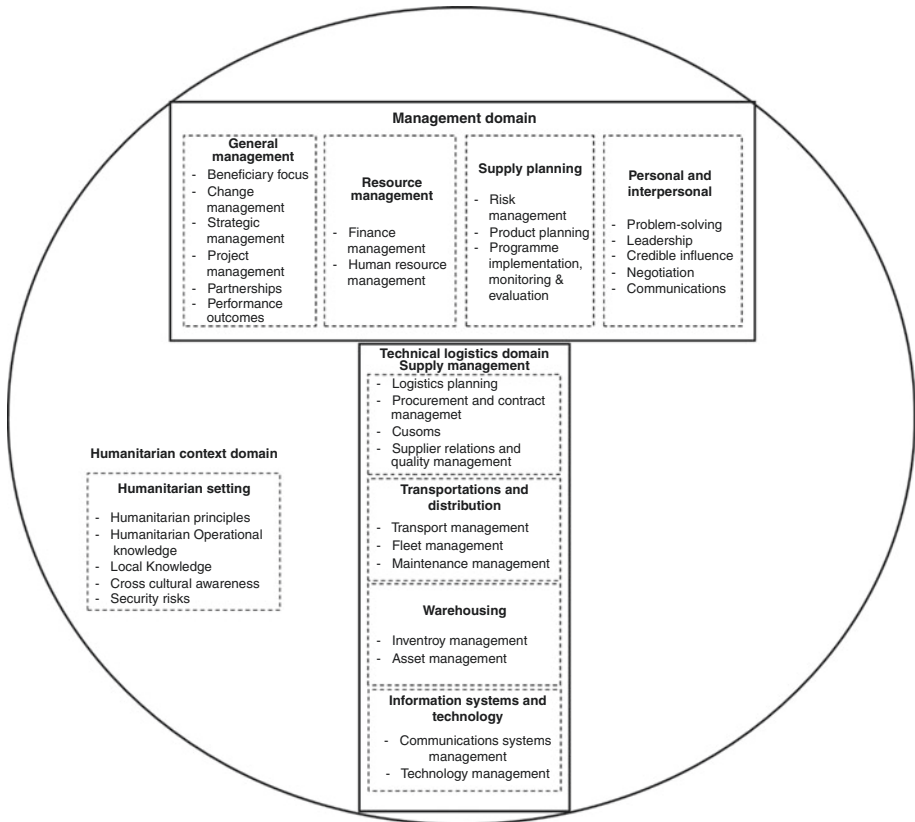 Management domain
General
management
- Beneficiary focus
- Change
management
- Strategic
management
- Project
management
- Partnerships
- Performance
outcomes
Resource
management
- Finance
management
- Human resource
management
Supply planning
- Risk
management
- Product planning
- Programme
implementation,
monitoring &
evaluation
Personal and
interpersonal
- Problem-solving
- Leadership
- Credible influence
- Negotiation
- Communications
Technical logistics domain
Supply management
- Logistics planning
- Procurement and contract
managemet
- Cusoms
- Supplier relations and
quality management
Transportations and
distribution
- Transport management
- Fleet management
- Maintenance management
Warehousing
- Inventroy management
- Asset management
Information systems and
technology
- Communications systems
management
- Technology management
Humanitarian context domain
Humanitarian setting
- Humanitarian principles
- Humanitarian Operational
knowledge
- Local Knowledge
- Cross cultural awareness
- Security risks